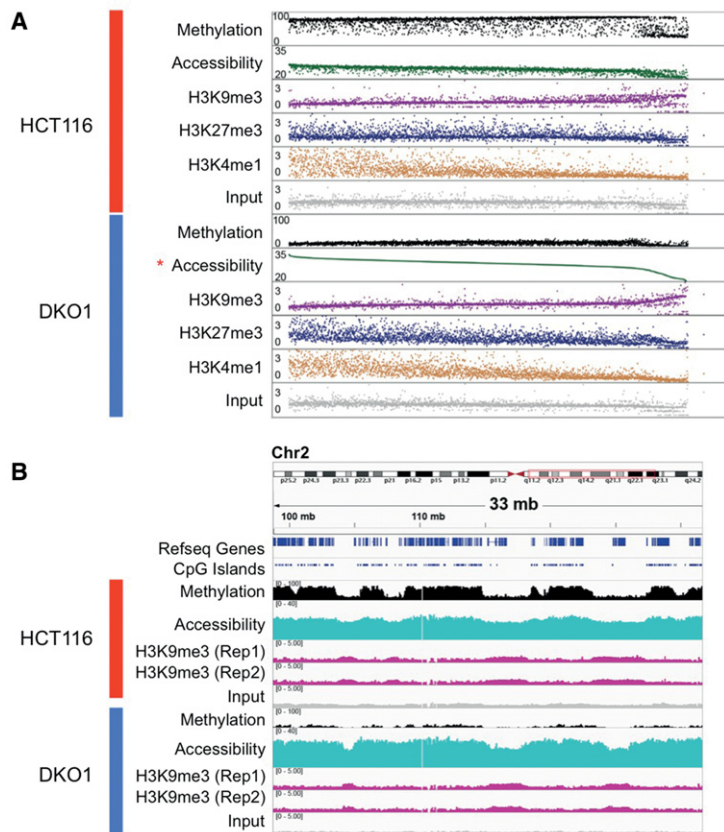 A
HCT116
Methylation 100 0
Accessibility 35 20
H3K9me3 3 0
H3K27me3 3 0
H3K4me1 3 0
Input 3 0
DKO1
Methylation 100 0
* Accessibility 35 20
H3K9me3 3 0
H3K27me3 3 0
H3K4me1 3 0
Input 3 0
B
Chr2
p25.2 p24.3 p23.3 p22.3 p21 p16.2 p15 p13.2 p11.2 q11.2 q12.3 q14.2 q21.1 q22.1 q23.1 q24.2
33 mb
100 mb 110 mb
Refseq Genes
CpG Islands
HCT116
Methylation [0 - 100]
Accessibility [0 - 40]
H3K9me3 (Rep1) [0 - 5.00]
H3K9me3 (Rep2) [0 - 5.00]
Input [0 - 5.00]
DKO1
Methylation [0 - 100]
Accessibility [0 - 40]
H3K9me3 (Rep1) [0 - 5.00]
H3K9me3 (Rep2) [0 - 5.00]
Input [0 - 5.00]